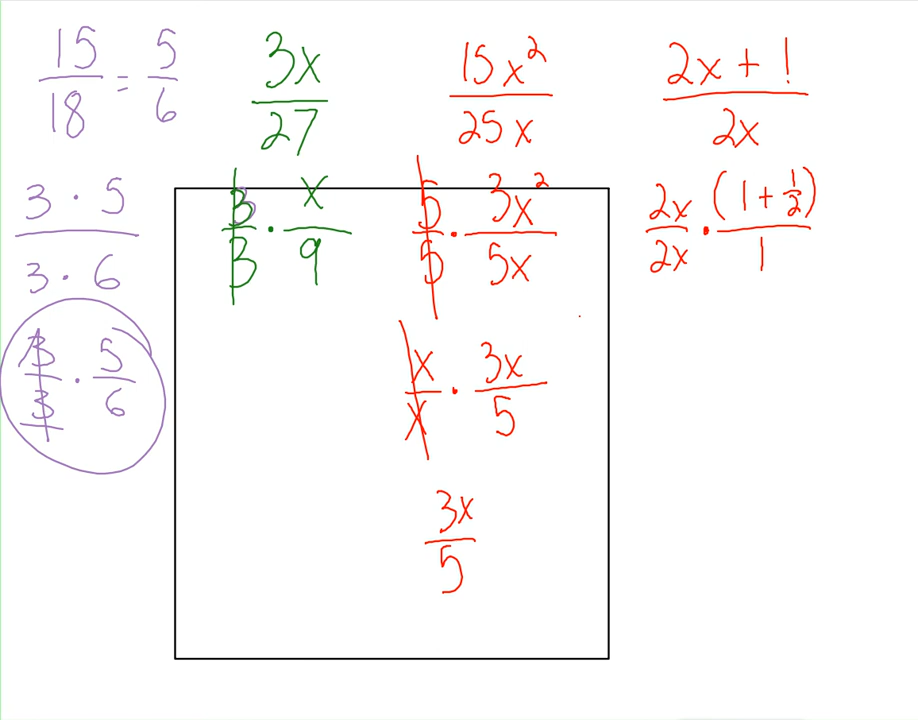 15/18 = 5/6
3 · 5 / 3 · 6
3/3 · 5/6
3x/27
3/3 · x/9
15x²/25x
5/5 · 3x²/5x
x/x · 3x/5
3x/5
2x + 1/2x
2x/2x · (1 + 1/2)/1